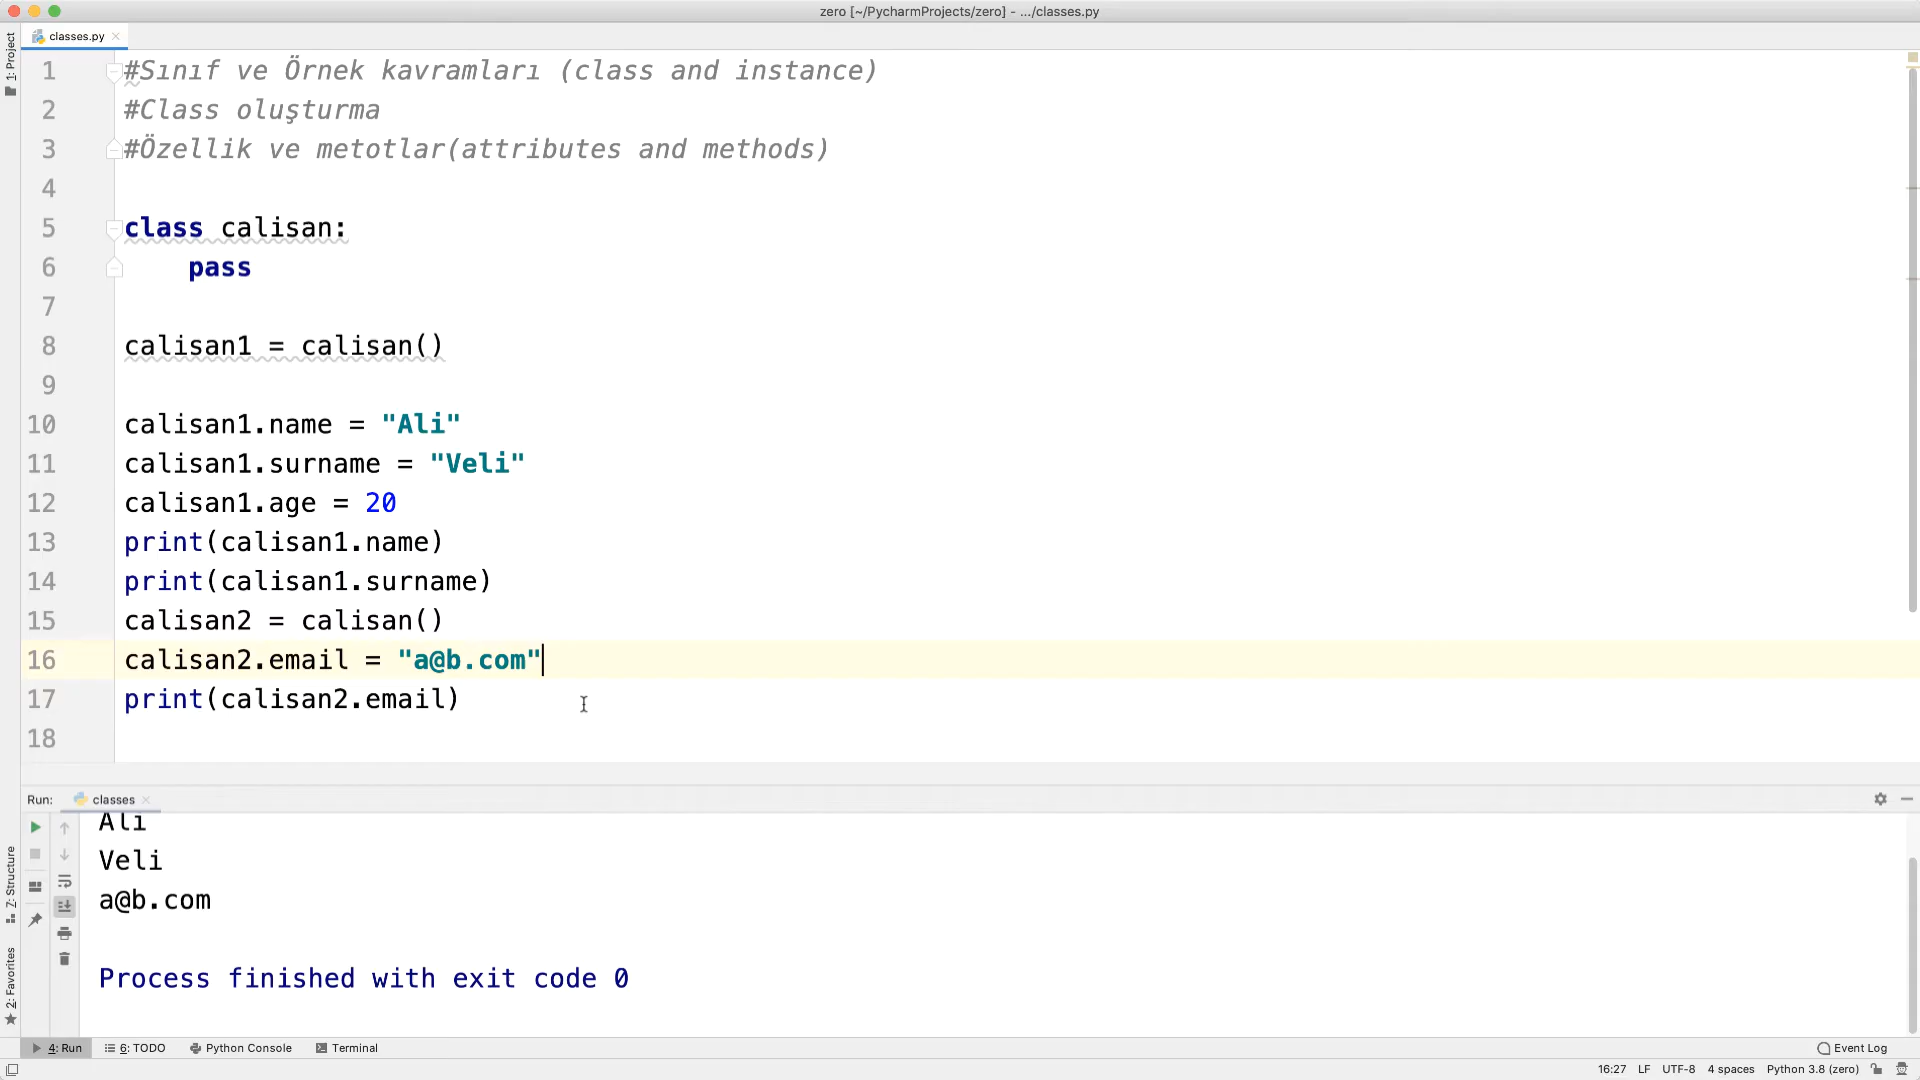 zero [~/PycharmProjects/zero] - .../classes.py
1: Project
classes.py
1 #Sınıf ve Örnek kavramları (class and instance)
2 #Class oluşturma
3 #Özellik ve metotlar(attributes and methods)
4
5 class calisan:
6     pass
7
8 calisan1 = calisan()
9
10 calisan1.name = "Ali"
11 calisan1.surname = "Veli"
12 calisan1.age = 20
13 print(calisan1.name)
14 print(calisan1.surname)
15 calisan2 = calisan()
16 calisan2.email = "a@b.com"
17 print(calisan2.email)
18
Run: classes
Ali
Veli
a@b.com
Process finished with exit code 0
Z: Structure
2: Favorites
4: Run 6: TODO Python Console Terminal Event Log
16:27 LF UTF-8 4 spaces Python 3.8 (zero)